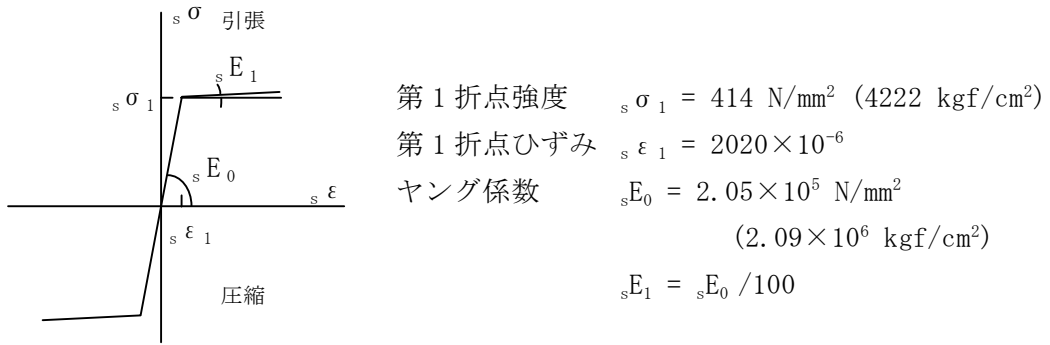 sσ 引張
sE1
sσ1
sE0
sε
sε1
圧縮
第1折点強度 sσ1 = 414 N/mm² (4222 kgf/cm²)
第1折点ひずみ sε1 = 2020×10⁻⁶
ヤング係数 sE0 = 2.05×10⁵ N/mm²
(2.09×10⁶ kgf/cm²)
sE1 = sE0 /100